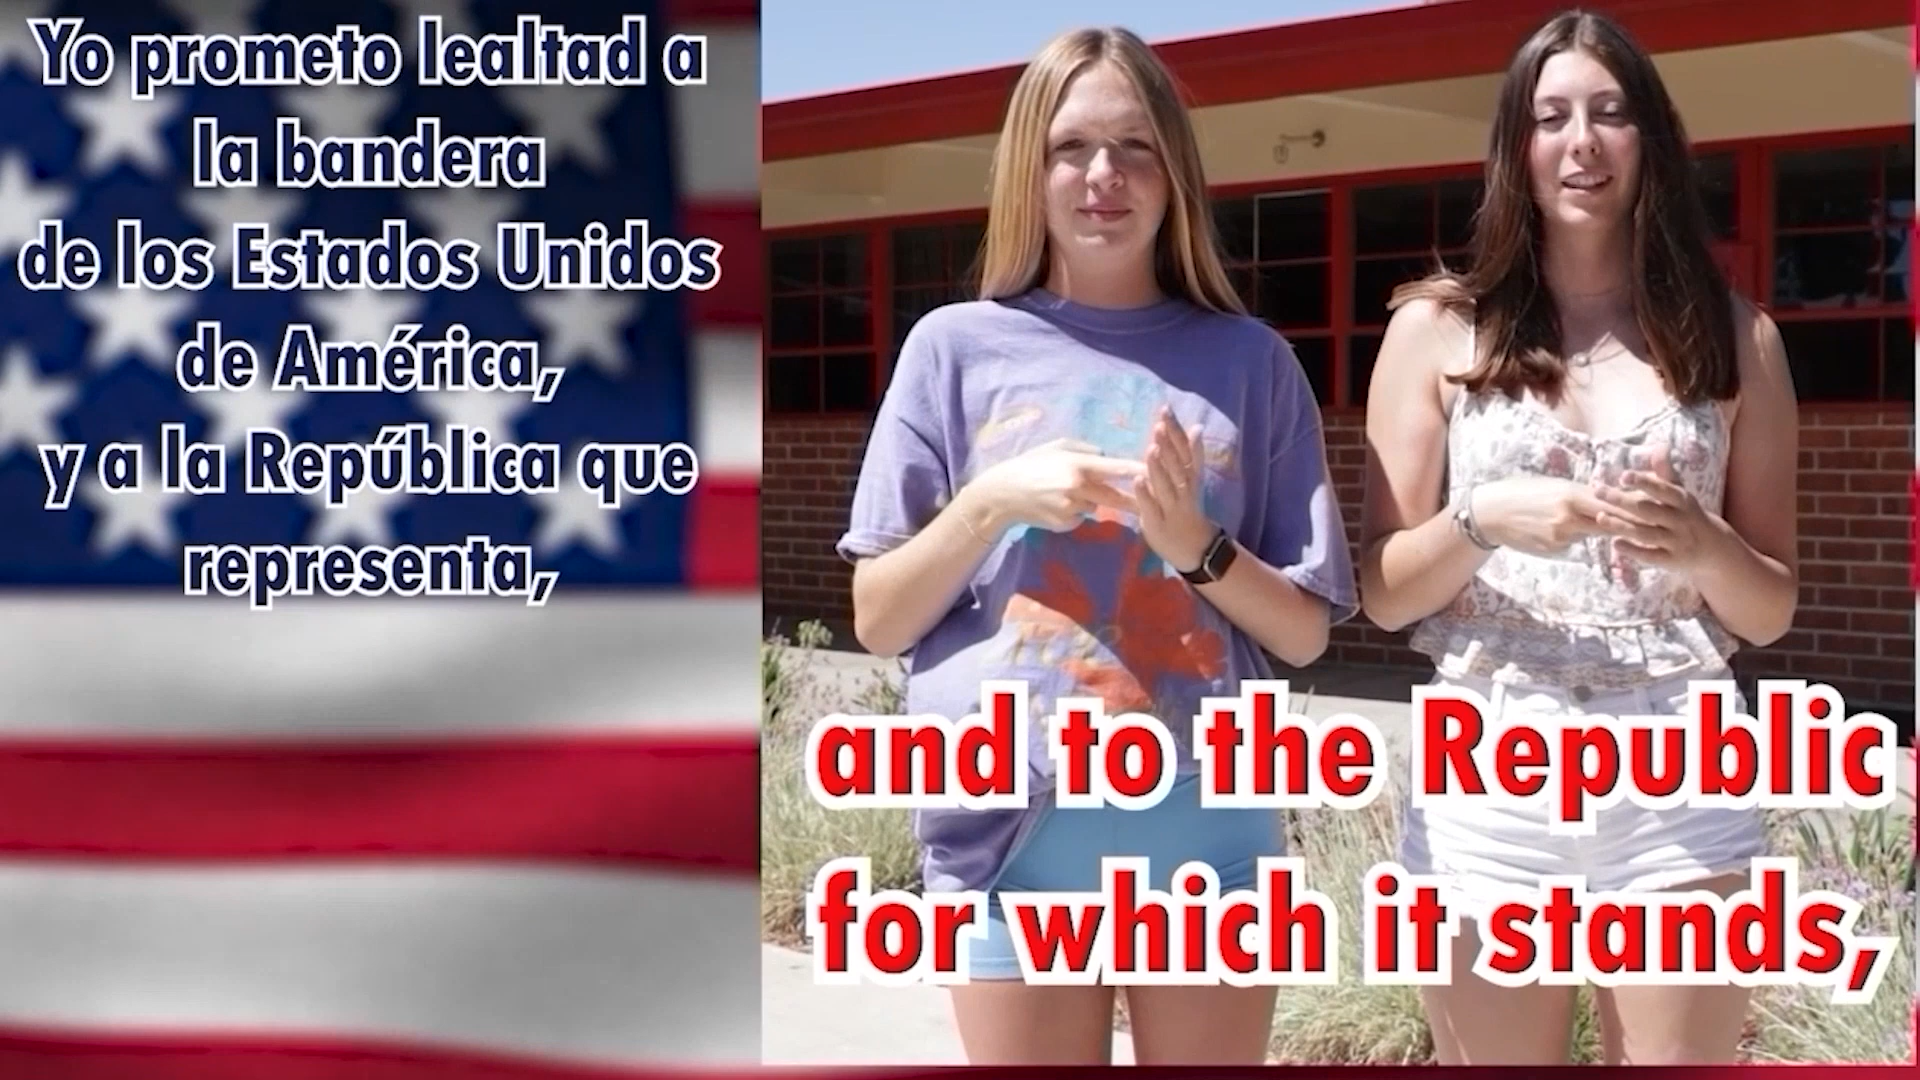 Yo prometo lealtad a
la bandera
de los Estados Unidos
de América,
y a la República que
representa,
and to the Republic
for which it stands,